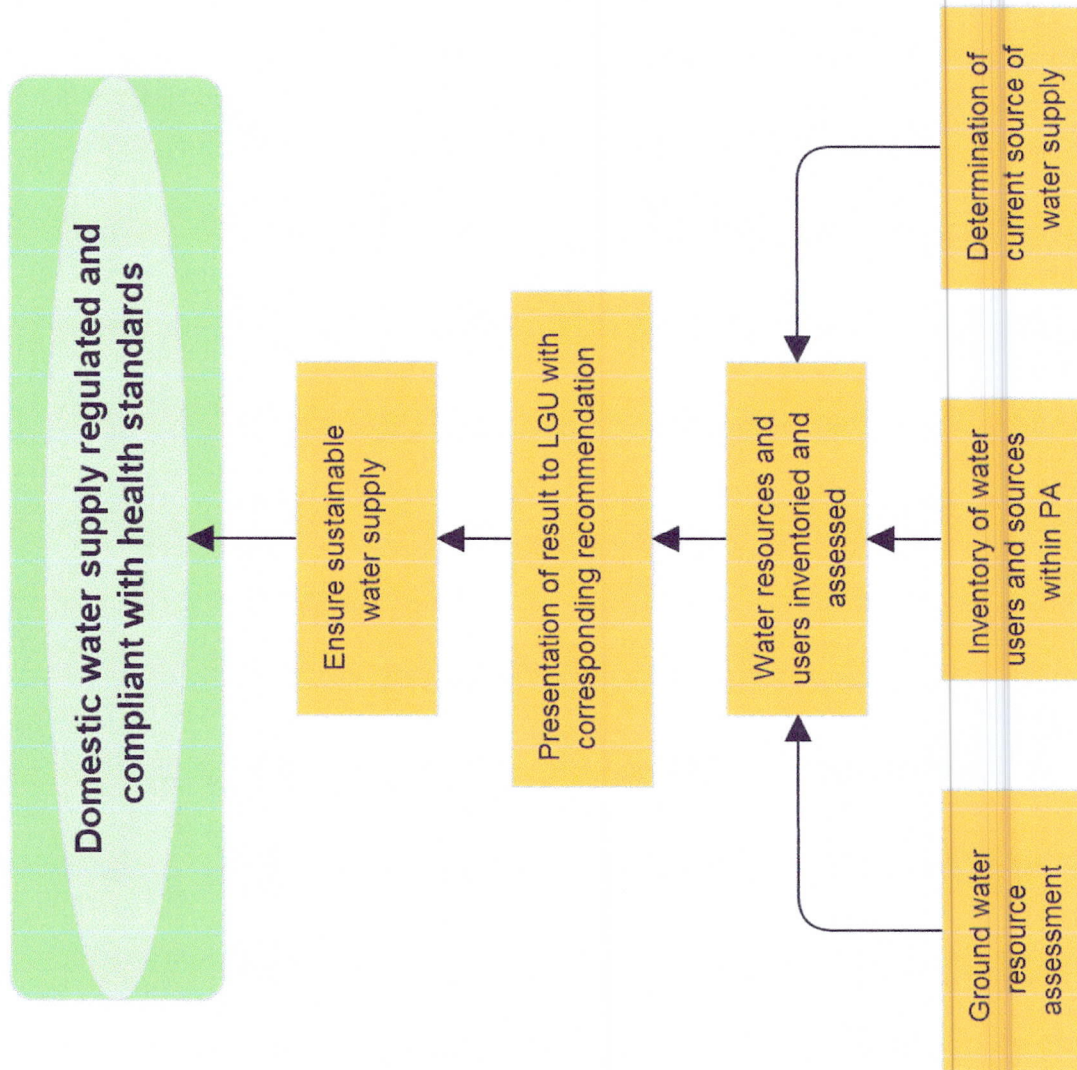 Domestic water supply regulated and
compliant with health standards
Ensure sustainable
water supply
Presentation of result to LGU with
corresponding recommendation
Water resources and
users inventoried and
assessed
Ground water
resource
assessment
Inventory of water
users and sources
within PA
Determination of
current source of
water supply